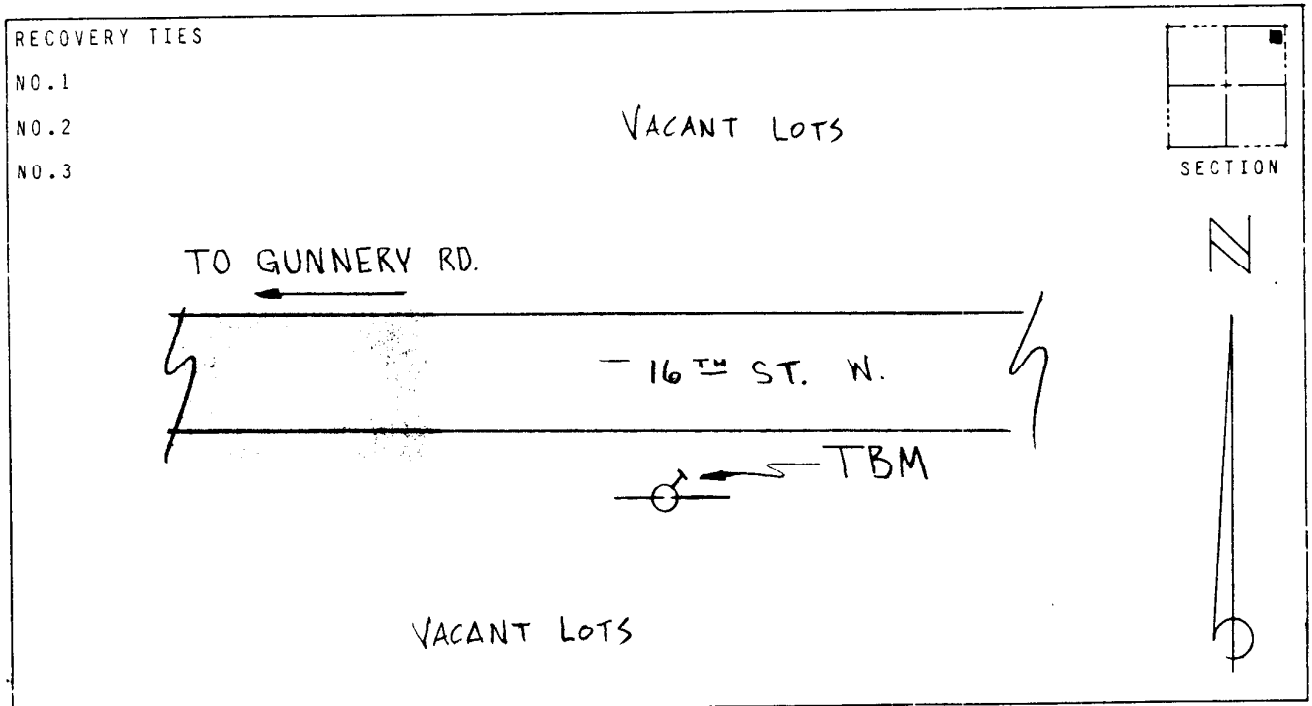 RECOVERY TIES
NO.1
NO.2
NO.3
VACANT LOTS
SECTION
N
TO GUNNERY RD.
16TH ST. W.
TBM
VACANT LOTS